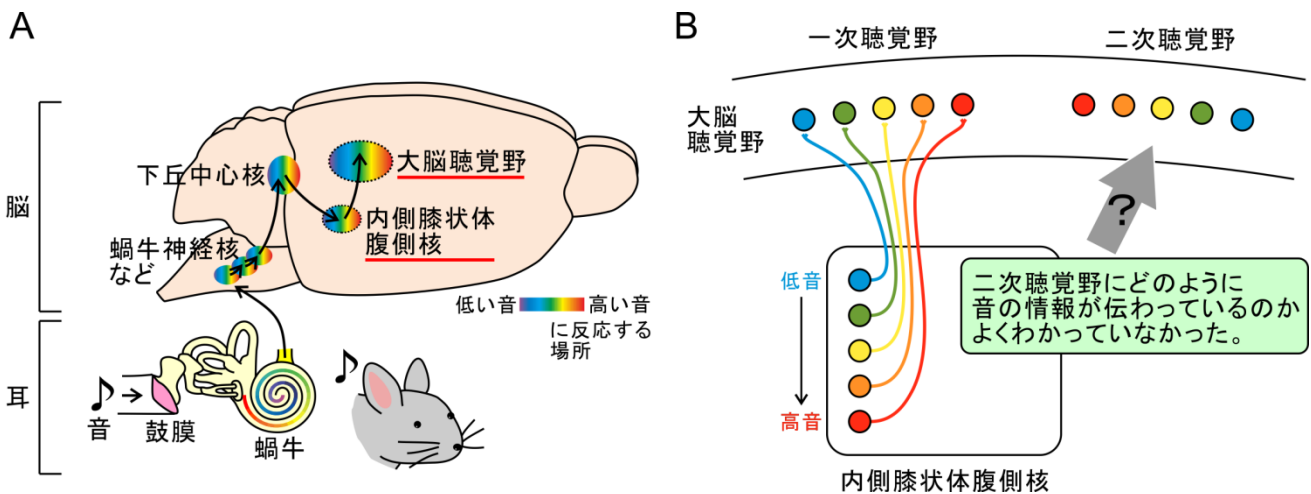 A
脳
下丘中心核
大脳聴覚野
内側膝状体
腹側核
蝸牛神経核
など
低い音
高い音
に反応する
場所
耳
音
鼓膜
蝸牛
B
一次聴覚野
二次聴覚野
大脳
聴覚野
?
低音
高音
二次聴覚野にどのように
音の情報が伝わっているのか
よくわかっていなかった。
内側膝状体腹側核